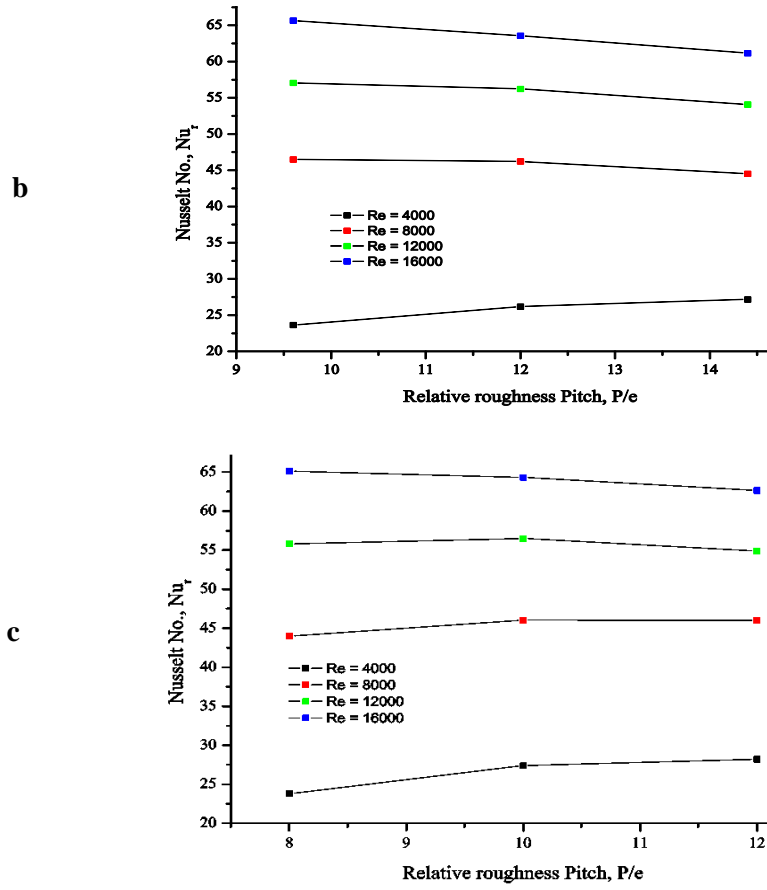 b
Nusselt No., Nur
65
60
55
50
45
40
35
30
25
20
Re = 4000
Re = 8000
Re = 12000
Re = 16000
9 10 11 12 13 14
Relative roughness Pitch, P/e
c
Nusselt No., Nur
65
60
55
50
45
40
35
30
25
20
Re = 4000
Re = 8000
Re = 12000
Re = 16000
8 9 10 11 12
Relative roughness Pitch, P/e